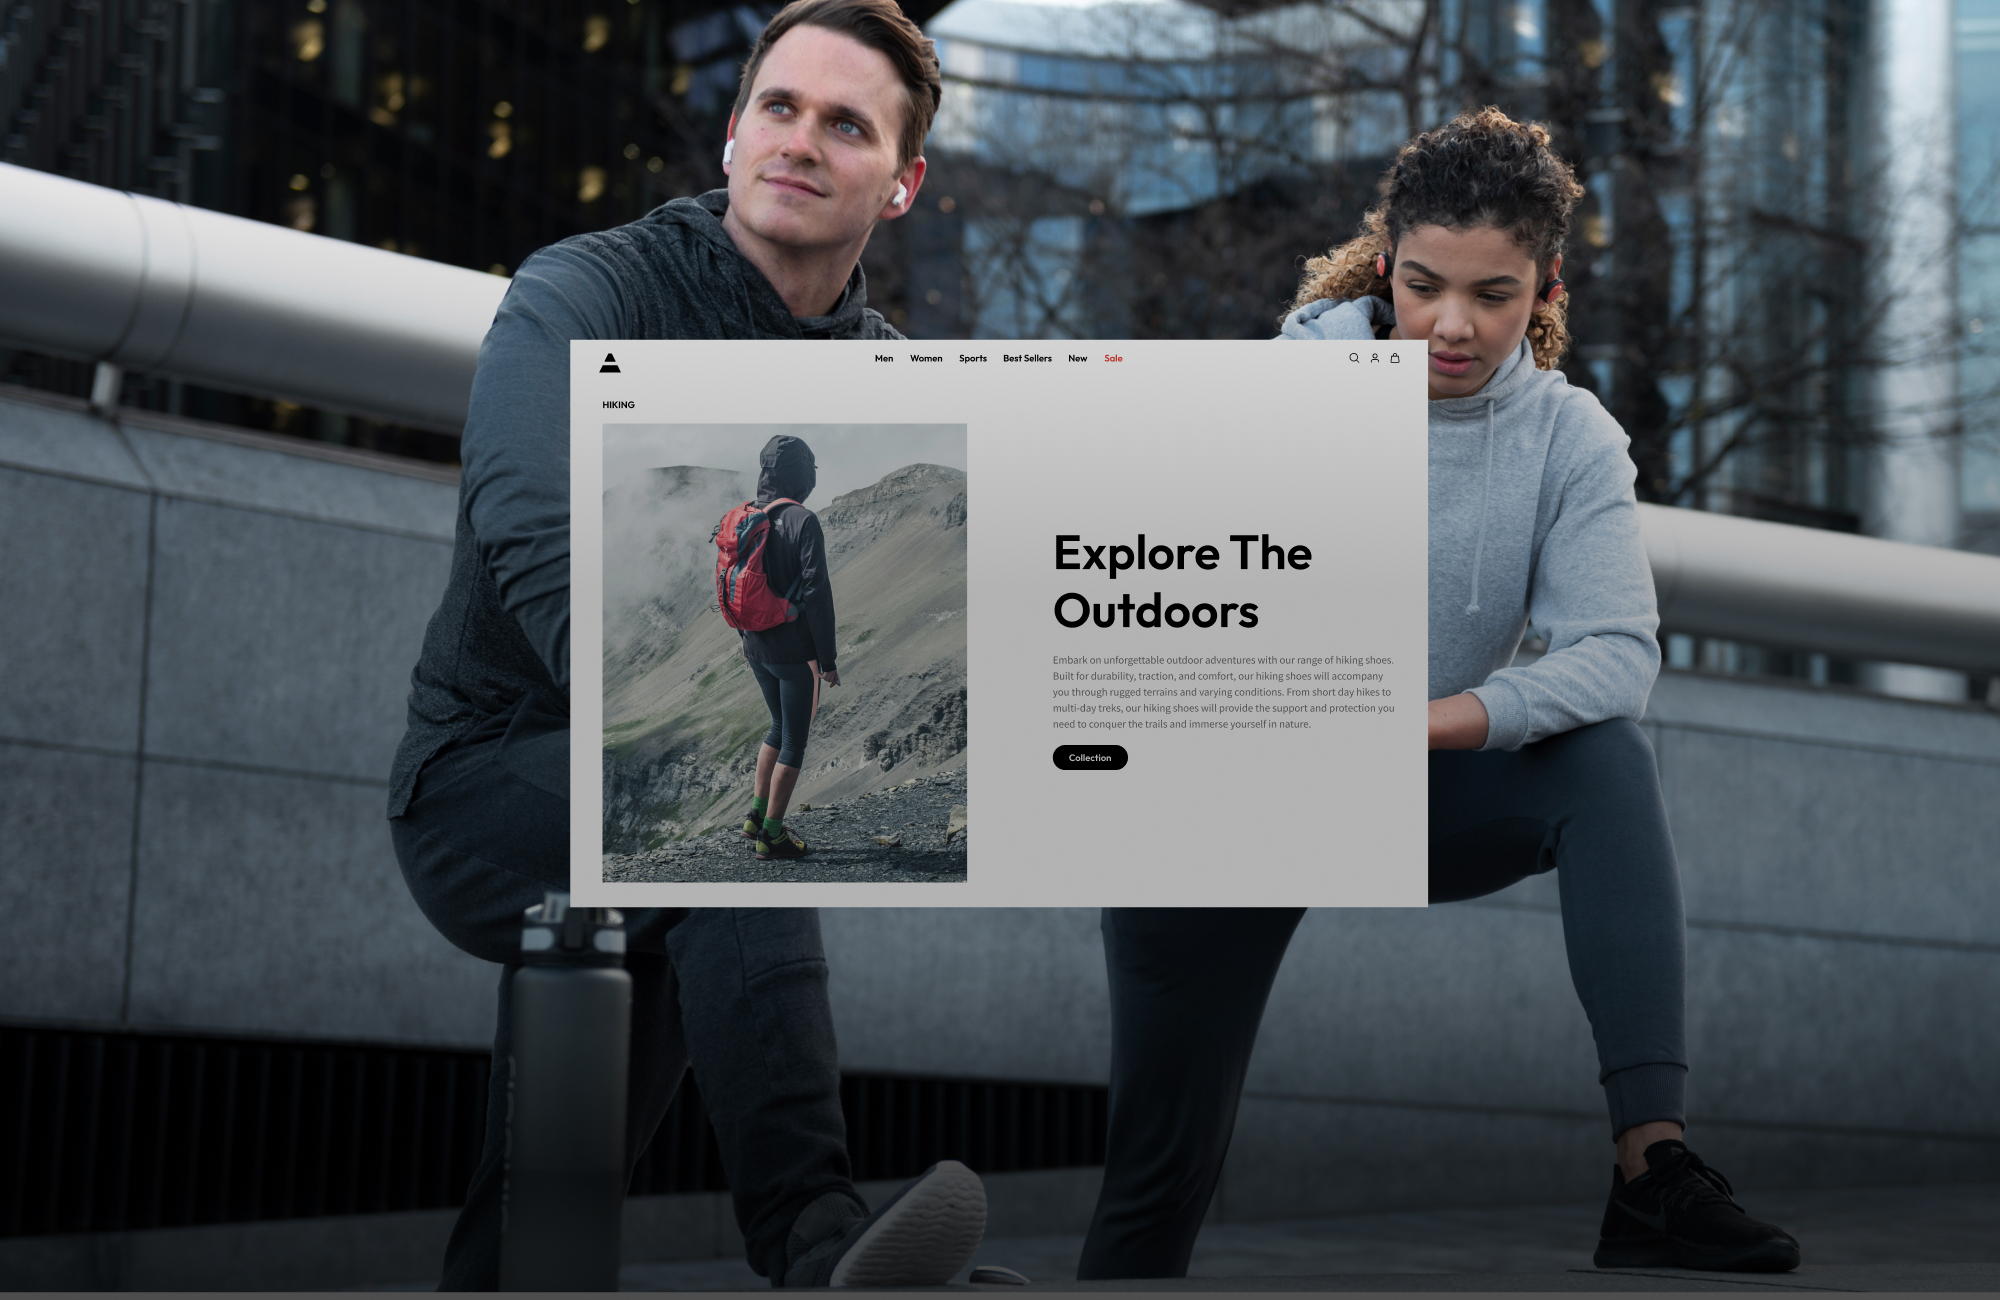 Men Women Sports Best Sellers New Sale
HIKING
Explore The
Outdoors
Embark on unforgettable outdoor adventures with our range of hiking shoes.
Built for durability, traction, and comfort, our hiking shoes will accompany
you through rugged terrains and varying conditions. From short day hikes to
multi-day treks, our hiking shoes will provide the support and protection you
need to conquer the trails and immerse yourself in nature.
Collection